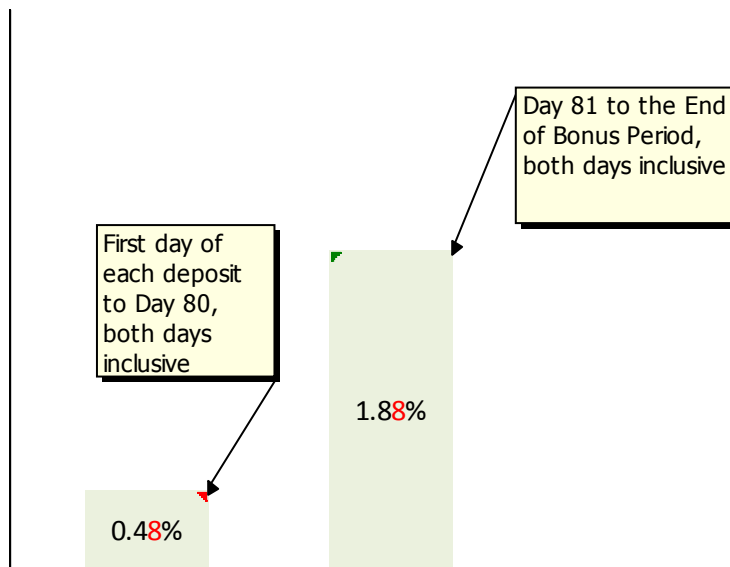 Day 81 to the End
of Bonus Period,
both days inclusive
First day of
each deposit
to Day 80,
both days
inclusive
1.88%
0.48%